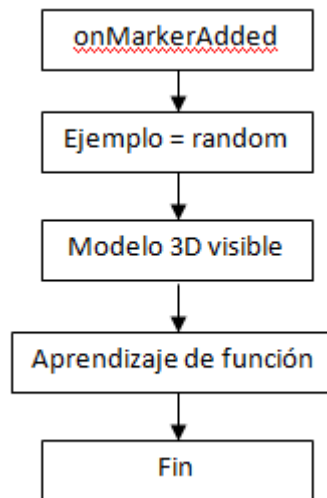 onMarkerAdded
Ejemplo = random
Modelo 3D visible
Aprendizaje de función
Fin